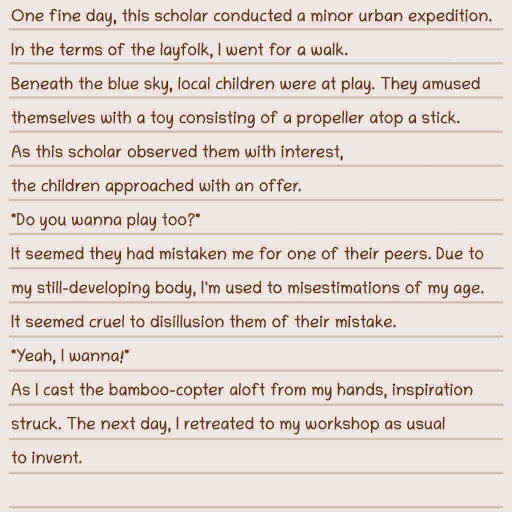 One fine day, this scholar conducted a minor urban expedition.
In the terms of the layfolk, I went for a walk.
Beneath the blue sky, local children were at play. They amused
themselves with a toy consisting of a propeller atop a stick.
As this scholar observed them with interest,
the children approached with an offer.
"Do you wanna play too?"
It seemed they had mistaken me for one of their peers. Due to
my still-developing body, I'm used to misestimations of my age.
It seemed cruel to disillusion them of their mistake.
"Yeah, I wanna!"
As I cast the bamboo-copter aloft from my hands, inspiration
struck. The next day, I retreated to my workshop as usual
to invent.